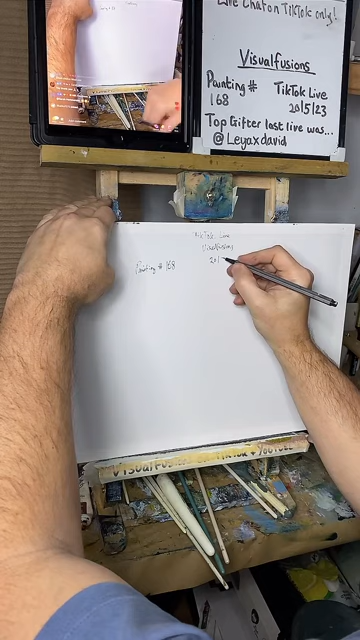 Live Chat on TikTok only!
Visualfusions
Painting # TikTok Live
168 20/5/23
Top Gifter last live was...
@Leyaxdavid
TikTok Live
Visualfusions
20/
Painting # 168